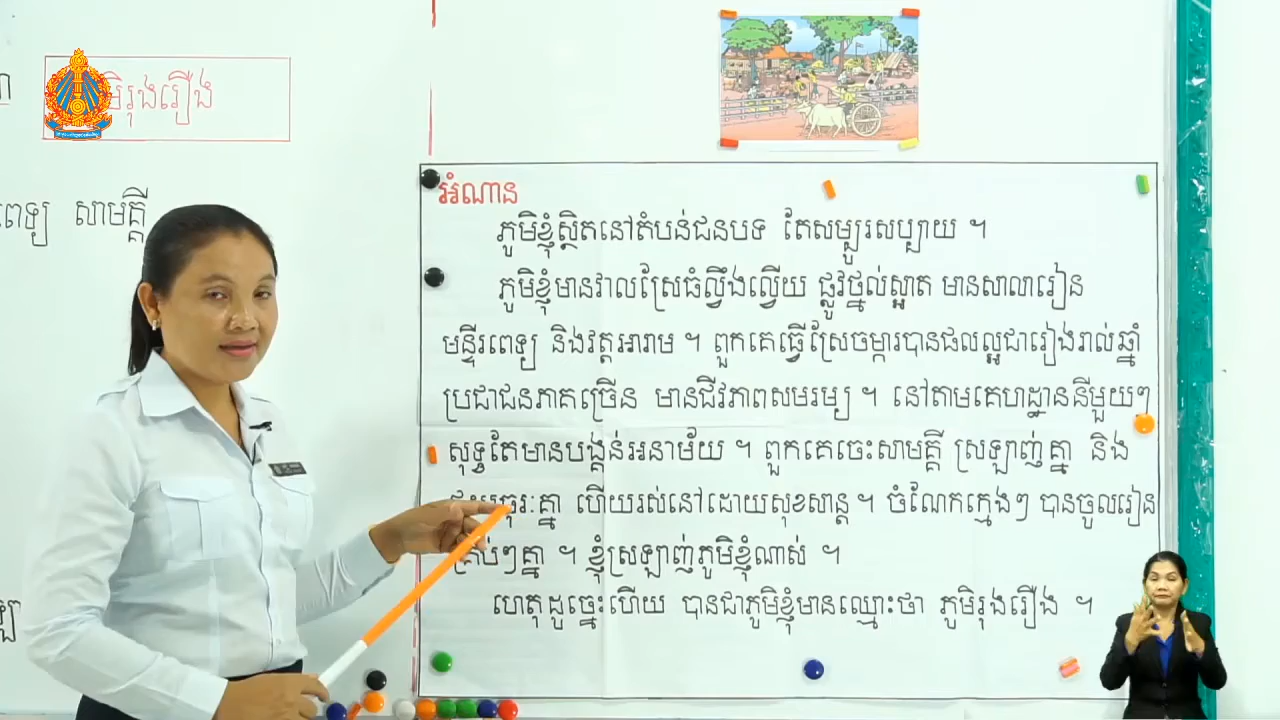 មិរុងរឿង
ពេទ្យ សាមគ្គី
អំណាន
ភូមិខ្ញុំស្ថិតនៅតំបន់ជនបទ តែសម្បូរសប្បាយ ។
ភូមិខ្ញុំមានវាលស្រែធំល្វឹងល្វើយ ផ្លូវថ្នល់ស្អាត មានសាលារៀន
មន្ទីរពេទ្យ និងវត្តអារាម ។ ពួកគេធ្វើស្រែចម្ការបានផលល្អជារៀងរាល់ឆ្នាំ
ប្រជាជនភាគច្រើន មានជីវភាពសមរម្យ ។ នៅតាមគេហដ្ឋាននីមួយៗ
សុទ្ធតែមានបង្គន់អនាម័យ ។ ពួកគេចេះសាមគ្គី ស្រឡាញ់គ្នា និង
គ្នា ហើយរស់នៅដោយសុខសាន្ត ។ ចំណែកក្មេងៗ បានចូលរៀន
គ្រប់ៗគ្នា ។ ខ្ញុំស្រឡាញ់ភូមិខ្ញុំណាស់ ។
ហេតុដូច្នេះហើយ បានជាភូមិខ្ញុំមានឈ្មោះថា ភូមិរុងរឿង ។